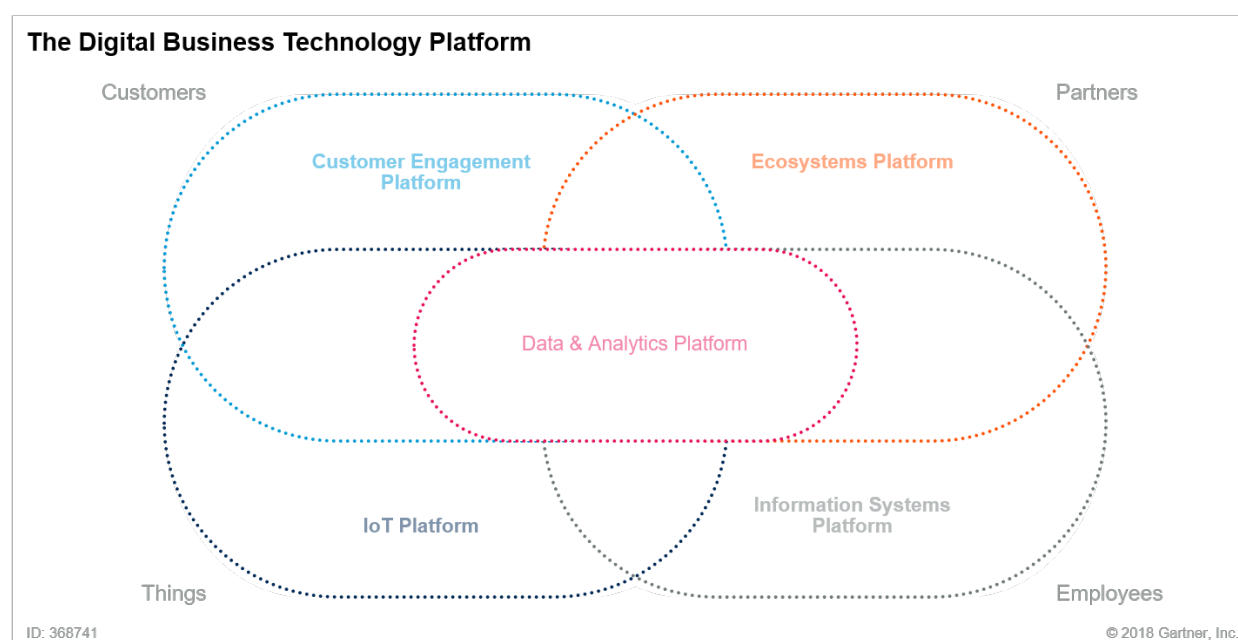 The Digital Business Technology Platform
Customers
Partners
Customer Engagement
Platform
Ecosystems Platform
Data & Analytics Platform
IoT Platform
Information Systems
Platform
Things
Employees
ID: 368741
© 2018 Gartner, Inc.